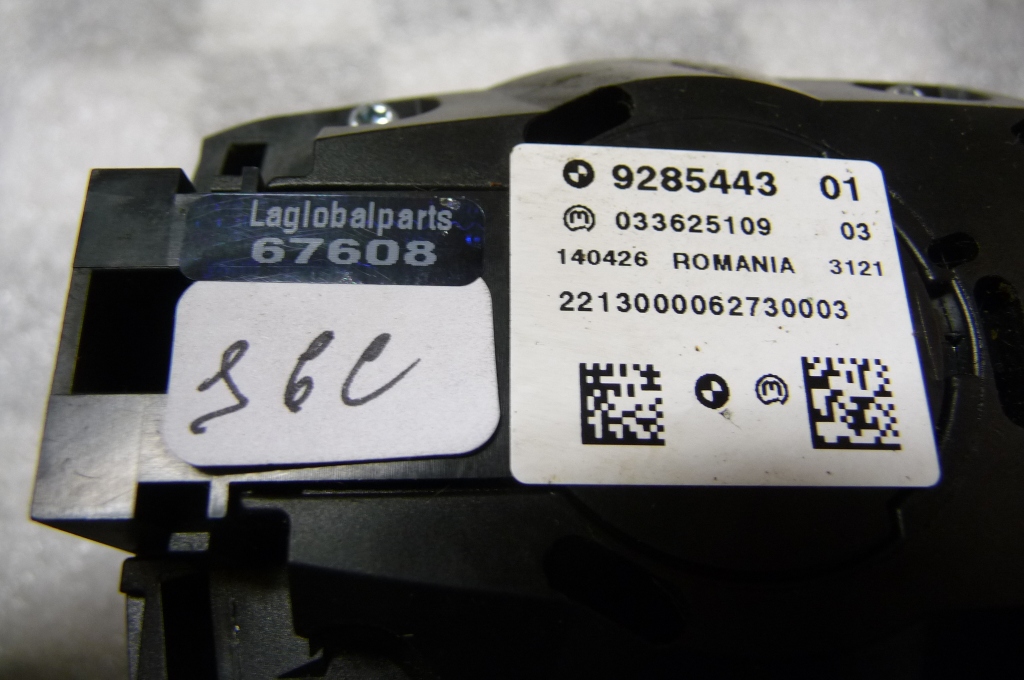 Laglobalparts
67608
9285443 01
033625109 03
140426 ROMANIA 3121
2213000062730003